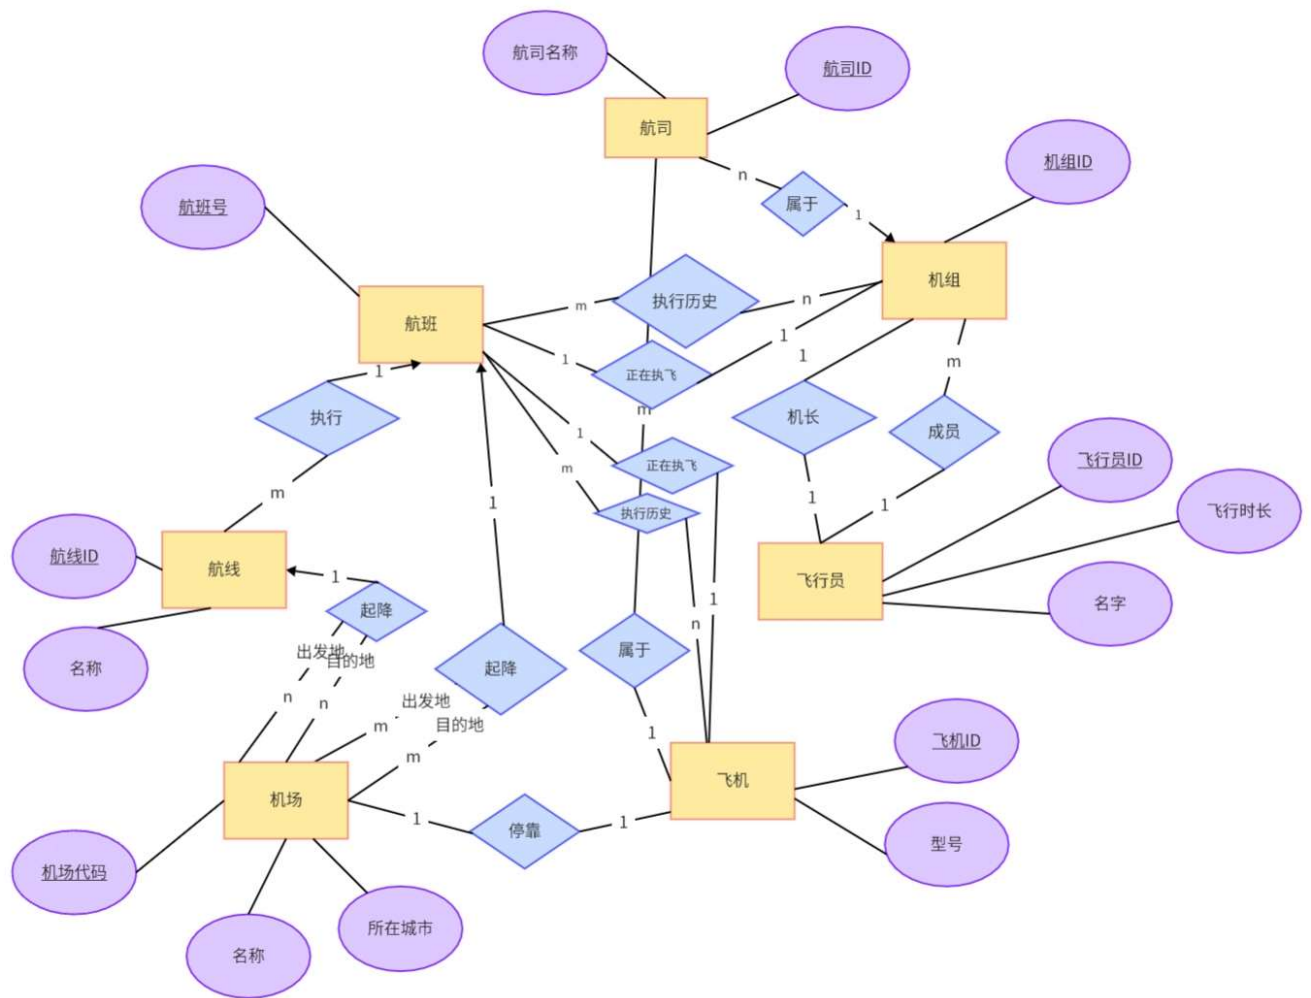 航司名称
航司ID
航司
机组ID
n
属于
航班号
1
机组
执行历史
n
m
航班
1
1
1
正在执飞
1
m
m
执行
机长
成员
1
正在执飞
飞行员ID
m
m
1
1
1
飞行时长
执行历史
航线ID
航线
1
飞行员
1
名字
起降
n
出发地
目的地
属于
名称
起降
n
n
出发地
m
目的地
1
飞机ID
m
机场
飞机
1
停靠
1
型号
机场代码
名称
所在城市